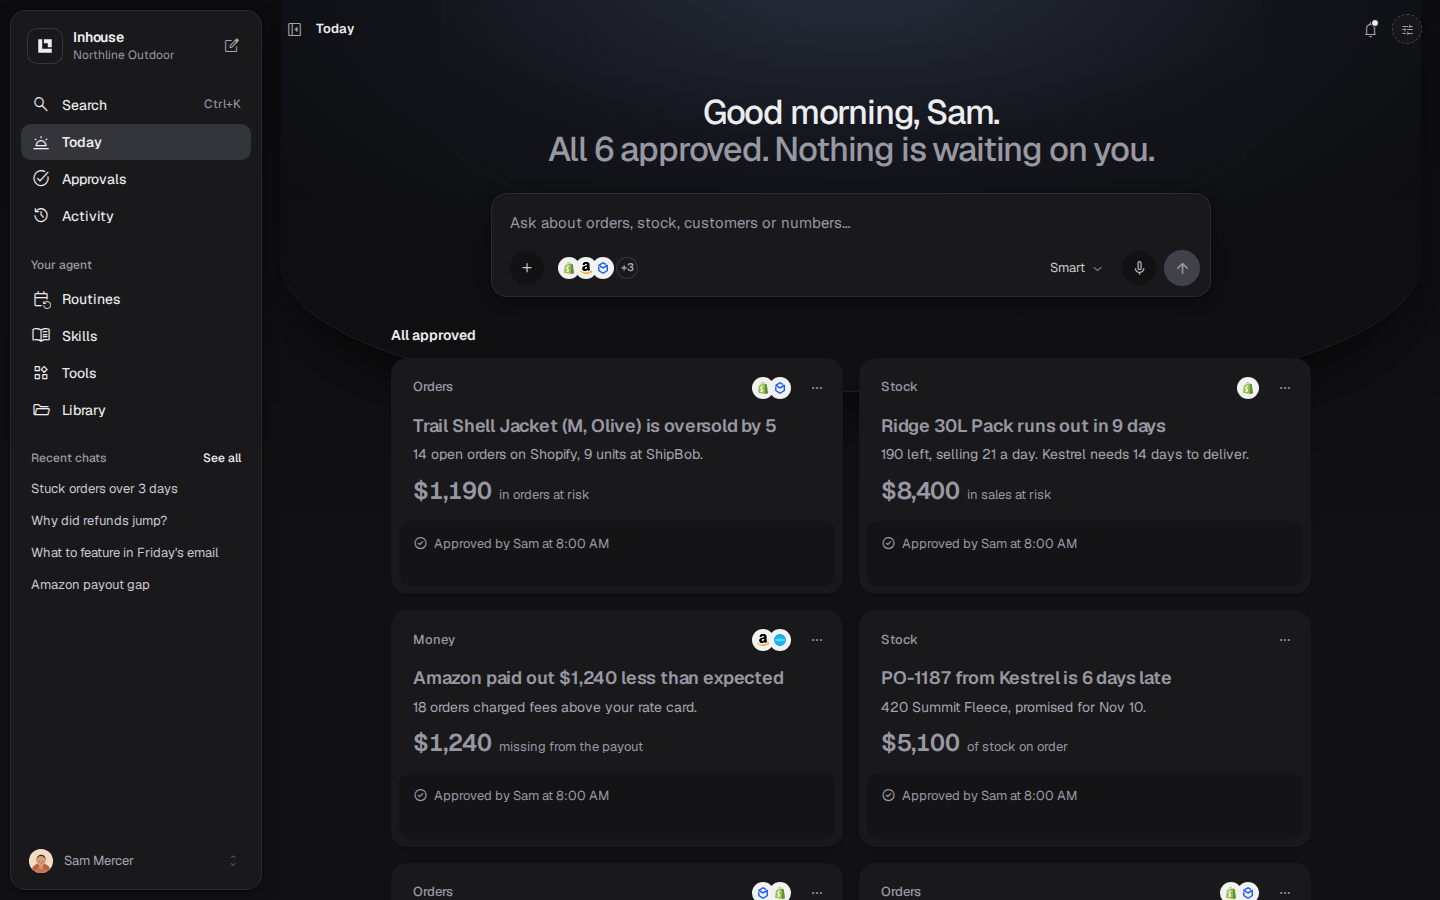 Inhouse
Northline Outdoor
Search Ctrl+K
Today
Approvals
Activity
Your agent
Routines
Skills
Tools
Library
Recent chats See all
Stuck orders over 3 days
Why did refunds jump?
What to feature in Friday's email
Amazon payout gap
Sam Mercer
Today
Good morning, Sam.
All 6 approved. Nothing is waiting on you.
Ask about orders, stock, customers or numbers…
+3
Smart
All approved
Orders
Trail Shell Jacket (M, Olive) is oversold by 5
14 open orders on Shopify, 9 units at ShipBob.
$1,190 in orders at risk
Approved by Sam at 8:00 AM
Stock
Ridge 30L Pack runs out in 9 days
190 left, selling 21 a day. Kestrel needs 14 days to deliver.
$8,400 in sales at risk
Approved by Sam at 8:00 AM
Money
Amazon paid out $1,240 less than expected
18 orders charged fees above your rate card.
$1,240 missing from the payout
Approved by Sam at 8:00 AM
Stock
PO-1187 from Kestrel is 6 days late
420 Summit Fleece, promised for Nov 10.
$5,100 of stock on order
Approved by Sam at 8:00 AM
Orders
Orders